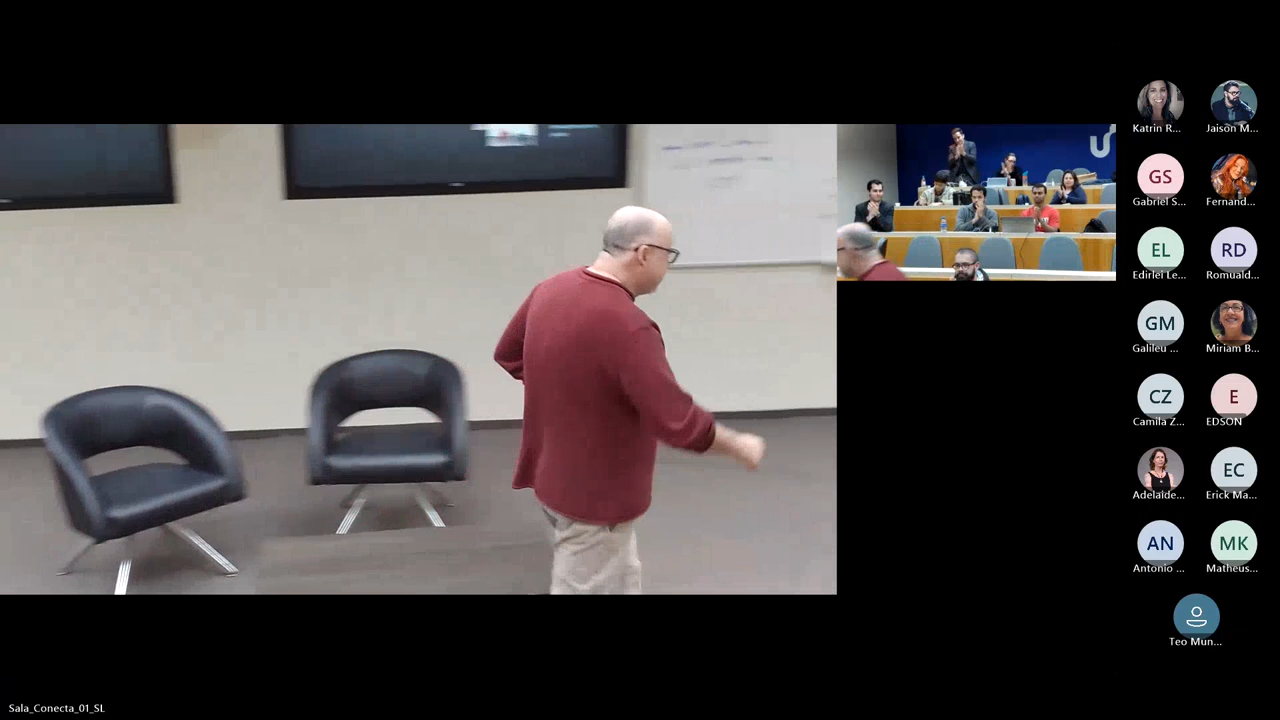 Katrin R...
Jaison M...
GS
Gabriel S...
Fernand...
EL
Edirlei Le...
RD
Romuald...
GM
Galileu ...
Miriam B...
CZ
Camila Z...
E
EDSON
Adelaide...
EC
Erick Ma...
AN
Antonio ...
MK
Matheus...
Teo Mun...
Sala_Conecta_01_SL